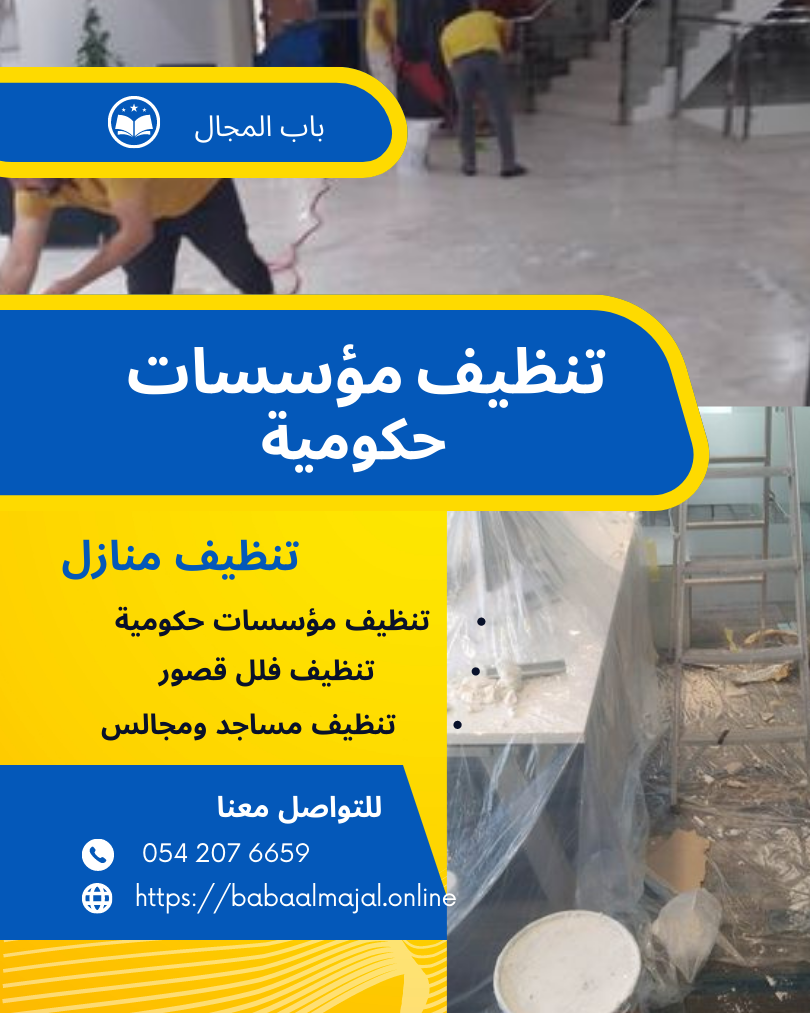 باب المجال
تنظيف مؤسسات
حكومية
تنظيف منازل
• تنظيف مؤسسات حكومية
• تنظيف فلل قصور
• تنظيف مساجد ومجالس
للتواصل معنا
054 207 6659
https://babaalmajal.online